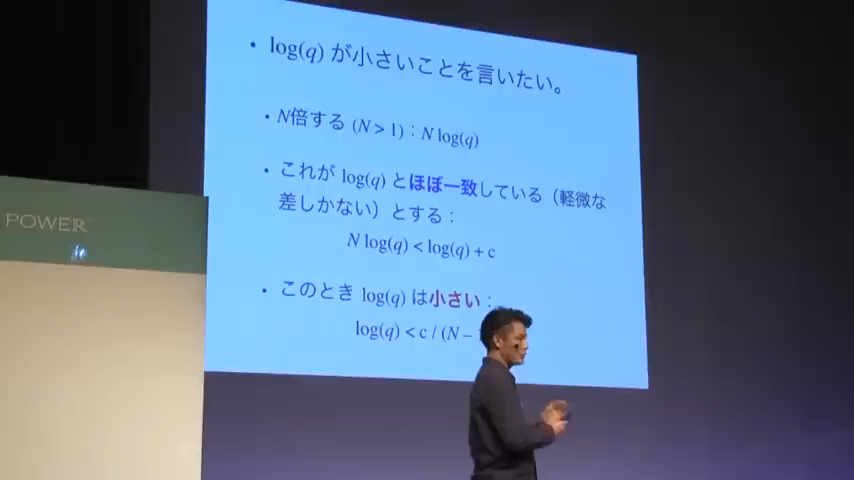 • log(q) が小さいことを言いたい。
• N倍する (N > 1) : N log(q)
• これが log(q) とほぼ一致している（軽微な
差しかない）とする :
N log(q) < log(q) + c
• このとき log(q) は小さい :
log(q) < c / (N –
POWER